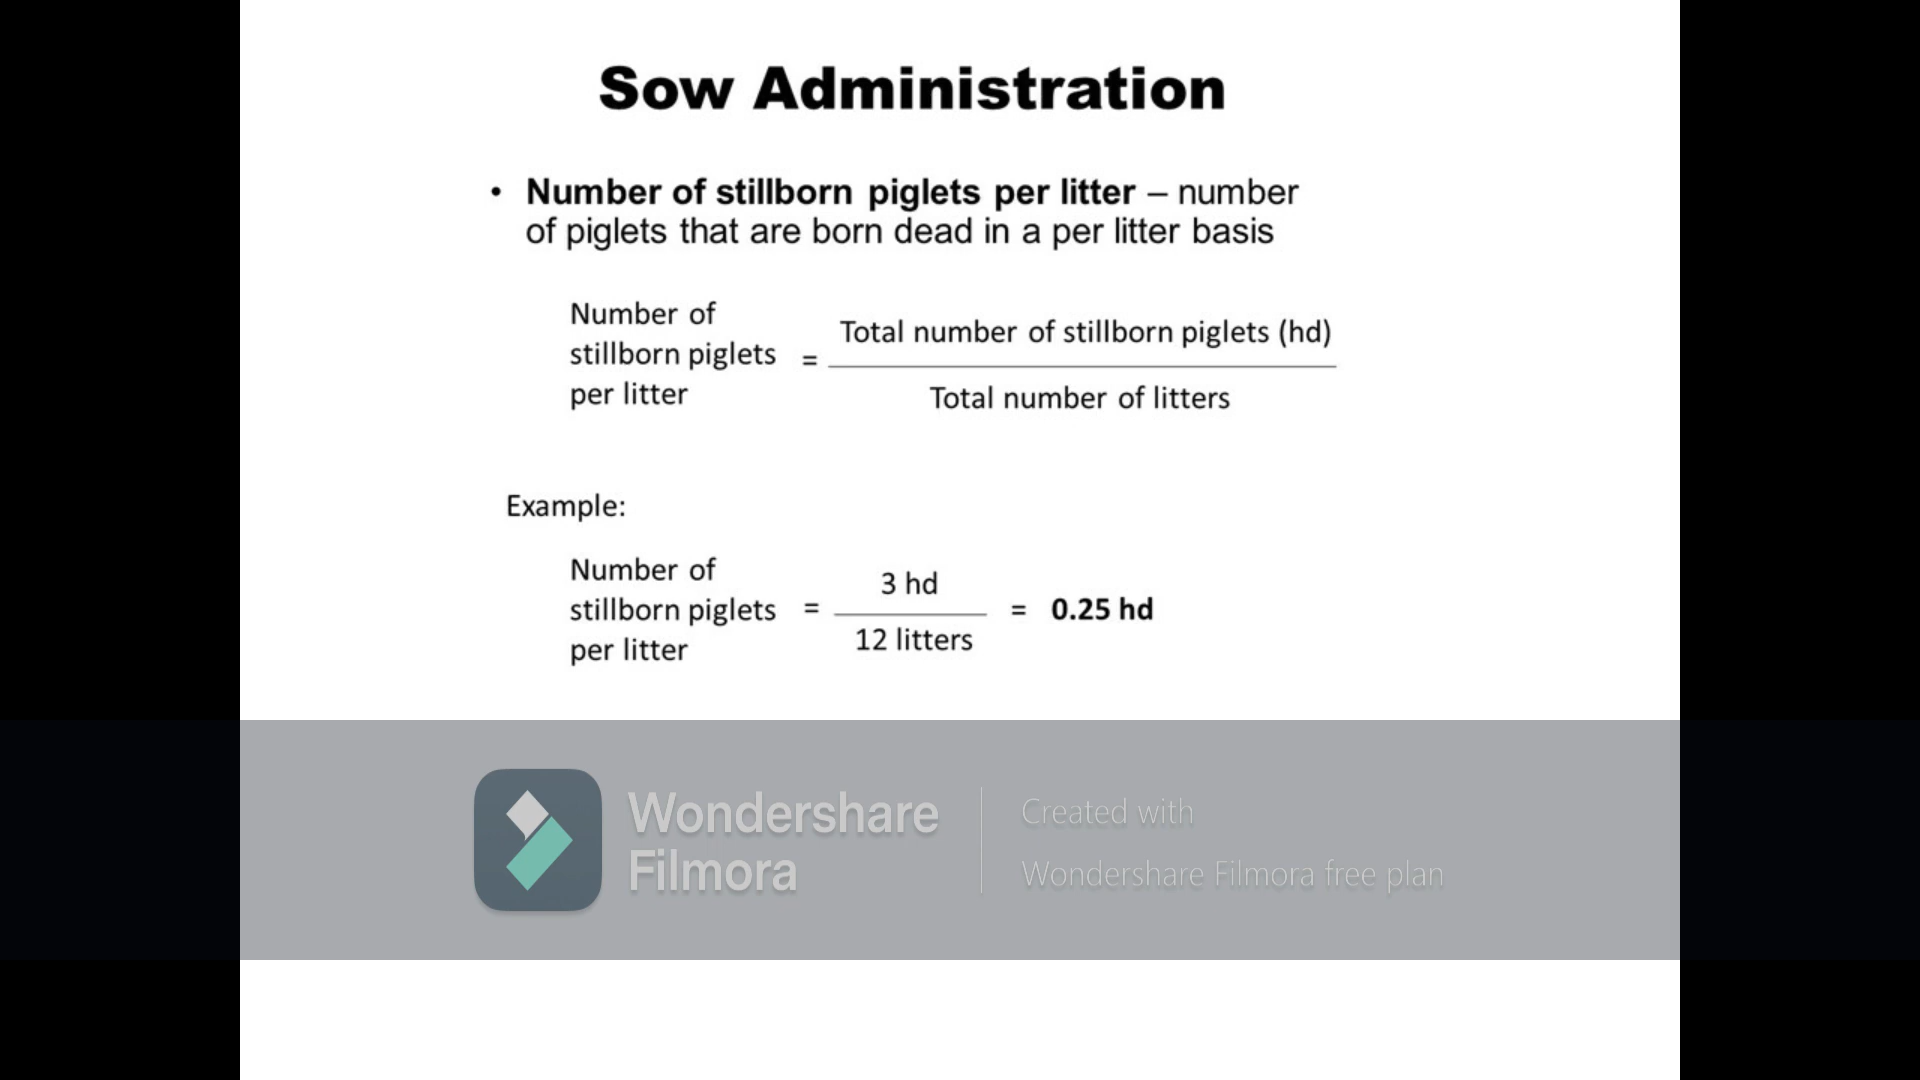 Sow Administration
• Number of stillborn piglets per litter – number
of piglets that are born dead in a per litter basis
Number of
stillborn piglets
per litter
=
Total number of stillborn piglets (hd)
Total number of litters
Example:
Number of
stillborn piglets
per litter
=
3 hd
12 litters
= 0.25 hd
Wondershare
Filmora
Created with
Wondershare Filmora free plan